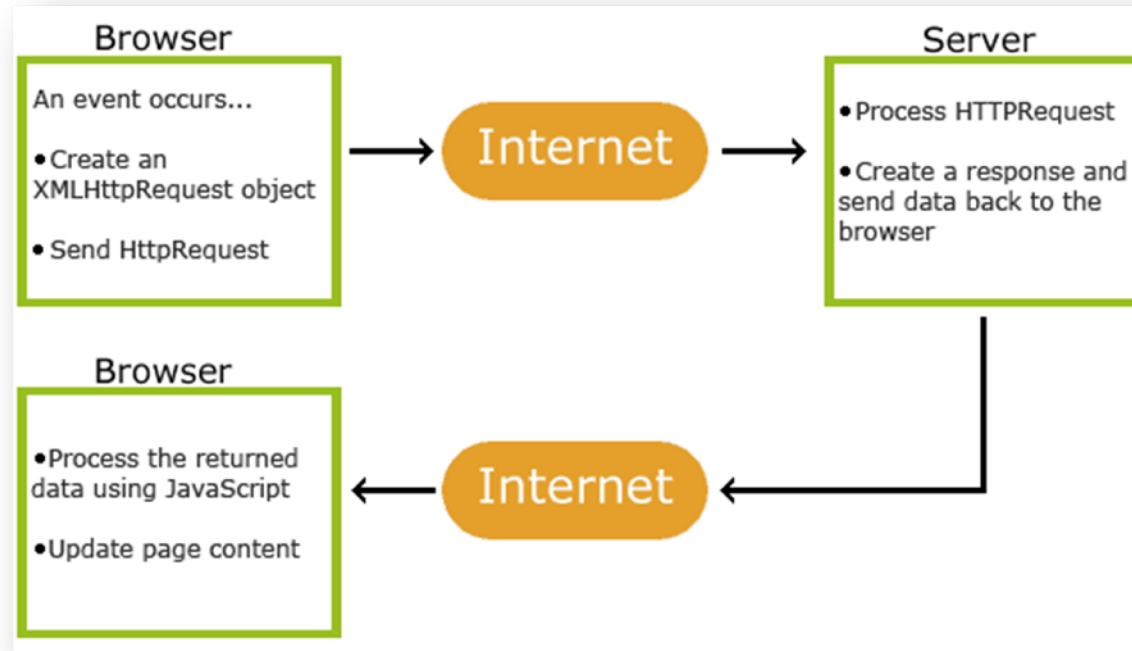 Browser
An event occurs...
•Create an
XMLHttpRequest object
• Send HttpRequest
Internet
Server
•Process HTTPRequest
•Create a response and
send data back to the
browser
Browser
•Process the returned
data using JavaScript
•Update page content
Internet